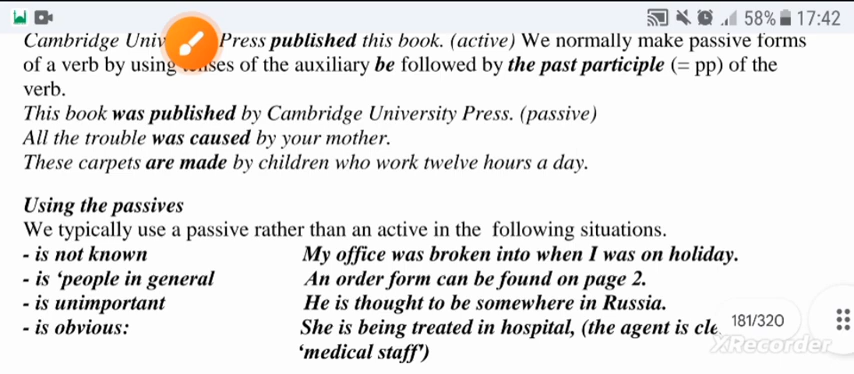 58% 17:42
Cambridge Univ Press published this book. (active) We normally make passive forms
of a verb by using of the auxiliary be followed by the past participle (= pp) of the
verb.
This book was published by Cambridge University Press. (passive)
All the trouble was caused by your mother.
These carpets are made by children who work twelve hours a day.
Using the passives
We typically use a passive rather than an active in the following situations.
- is not known My office was broken into when I was on holiday.
- is ‘people in general An order form can be found on page 2.
- is unimportant He is thought to be somewhere in Russia.
- is obvious: She is being treated in hospital, (the agent is cle
181/320
‘medical staff’)
XRecorder